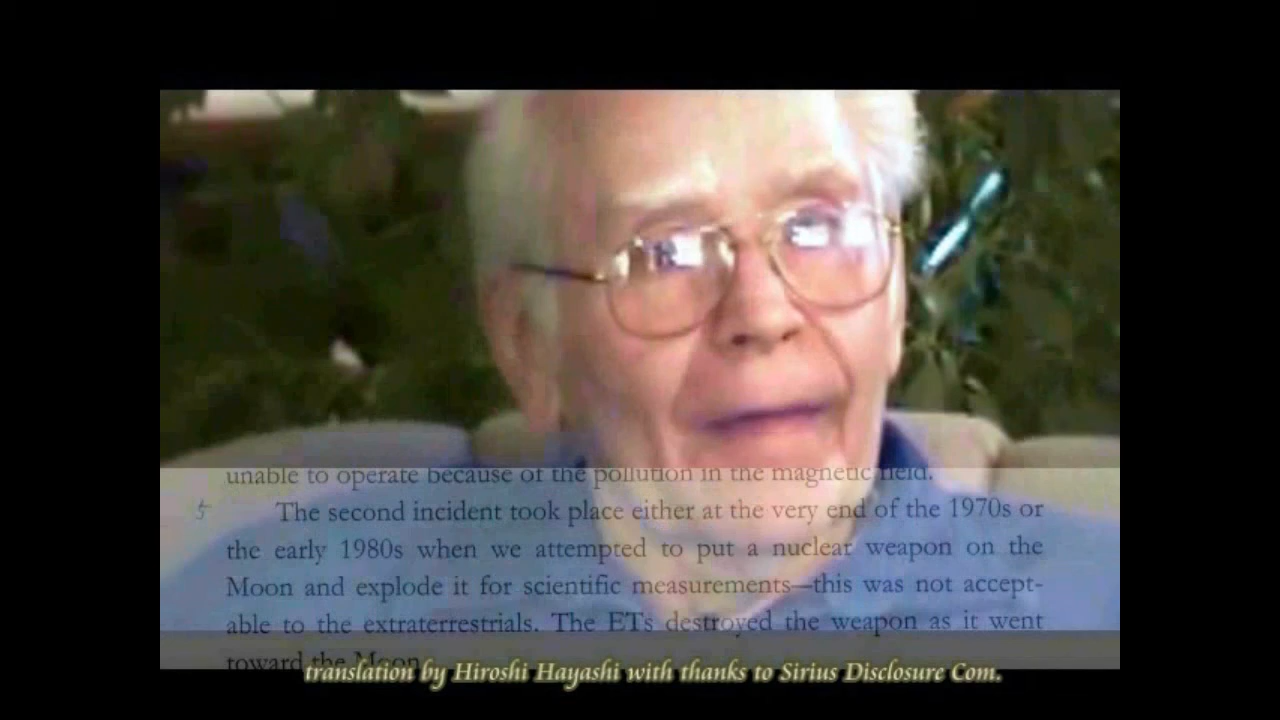 unable to operate because of the pollution in the magnetic field.
The second incident took place either at the very end of the 1970s or
the early 1980s when we attempted to put a nuclear weapon on the
Moon and explode it for scientific measurements—this was not accept-
able to the extraterrestrials. The ETs destroyed the weapon as it went
toward the Moon
translation by Hiroshi Hayashi with thanks to Sirius Disclosure Com.